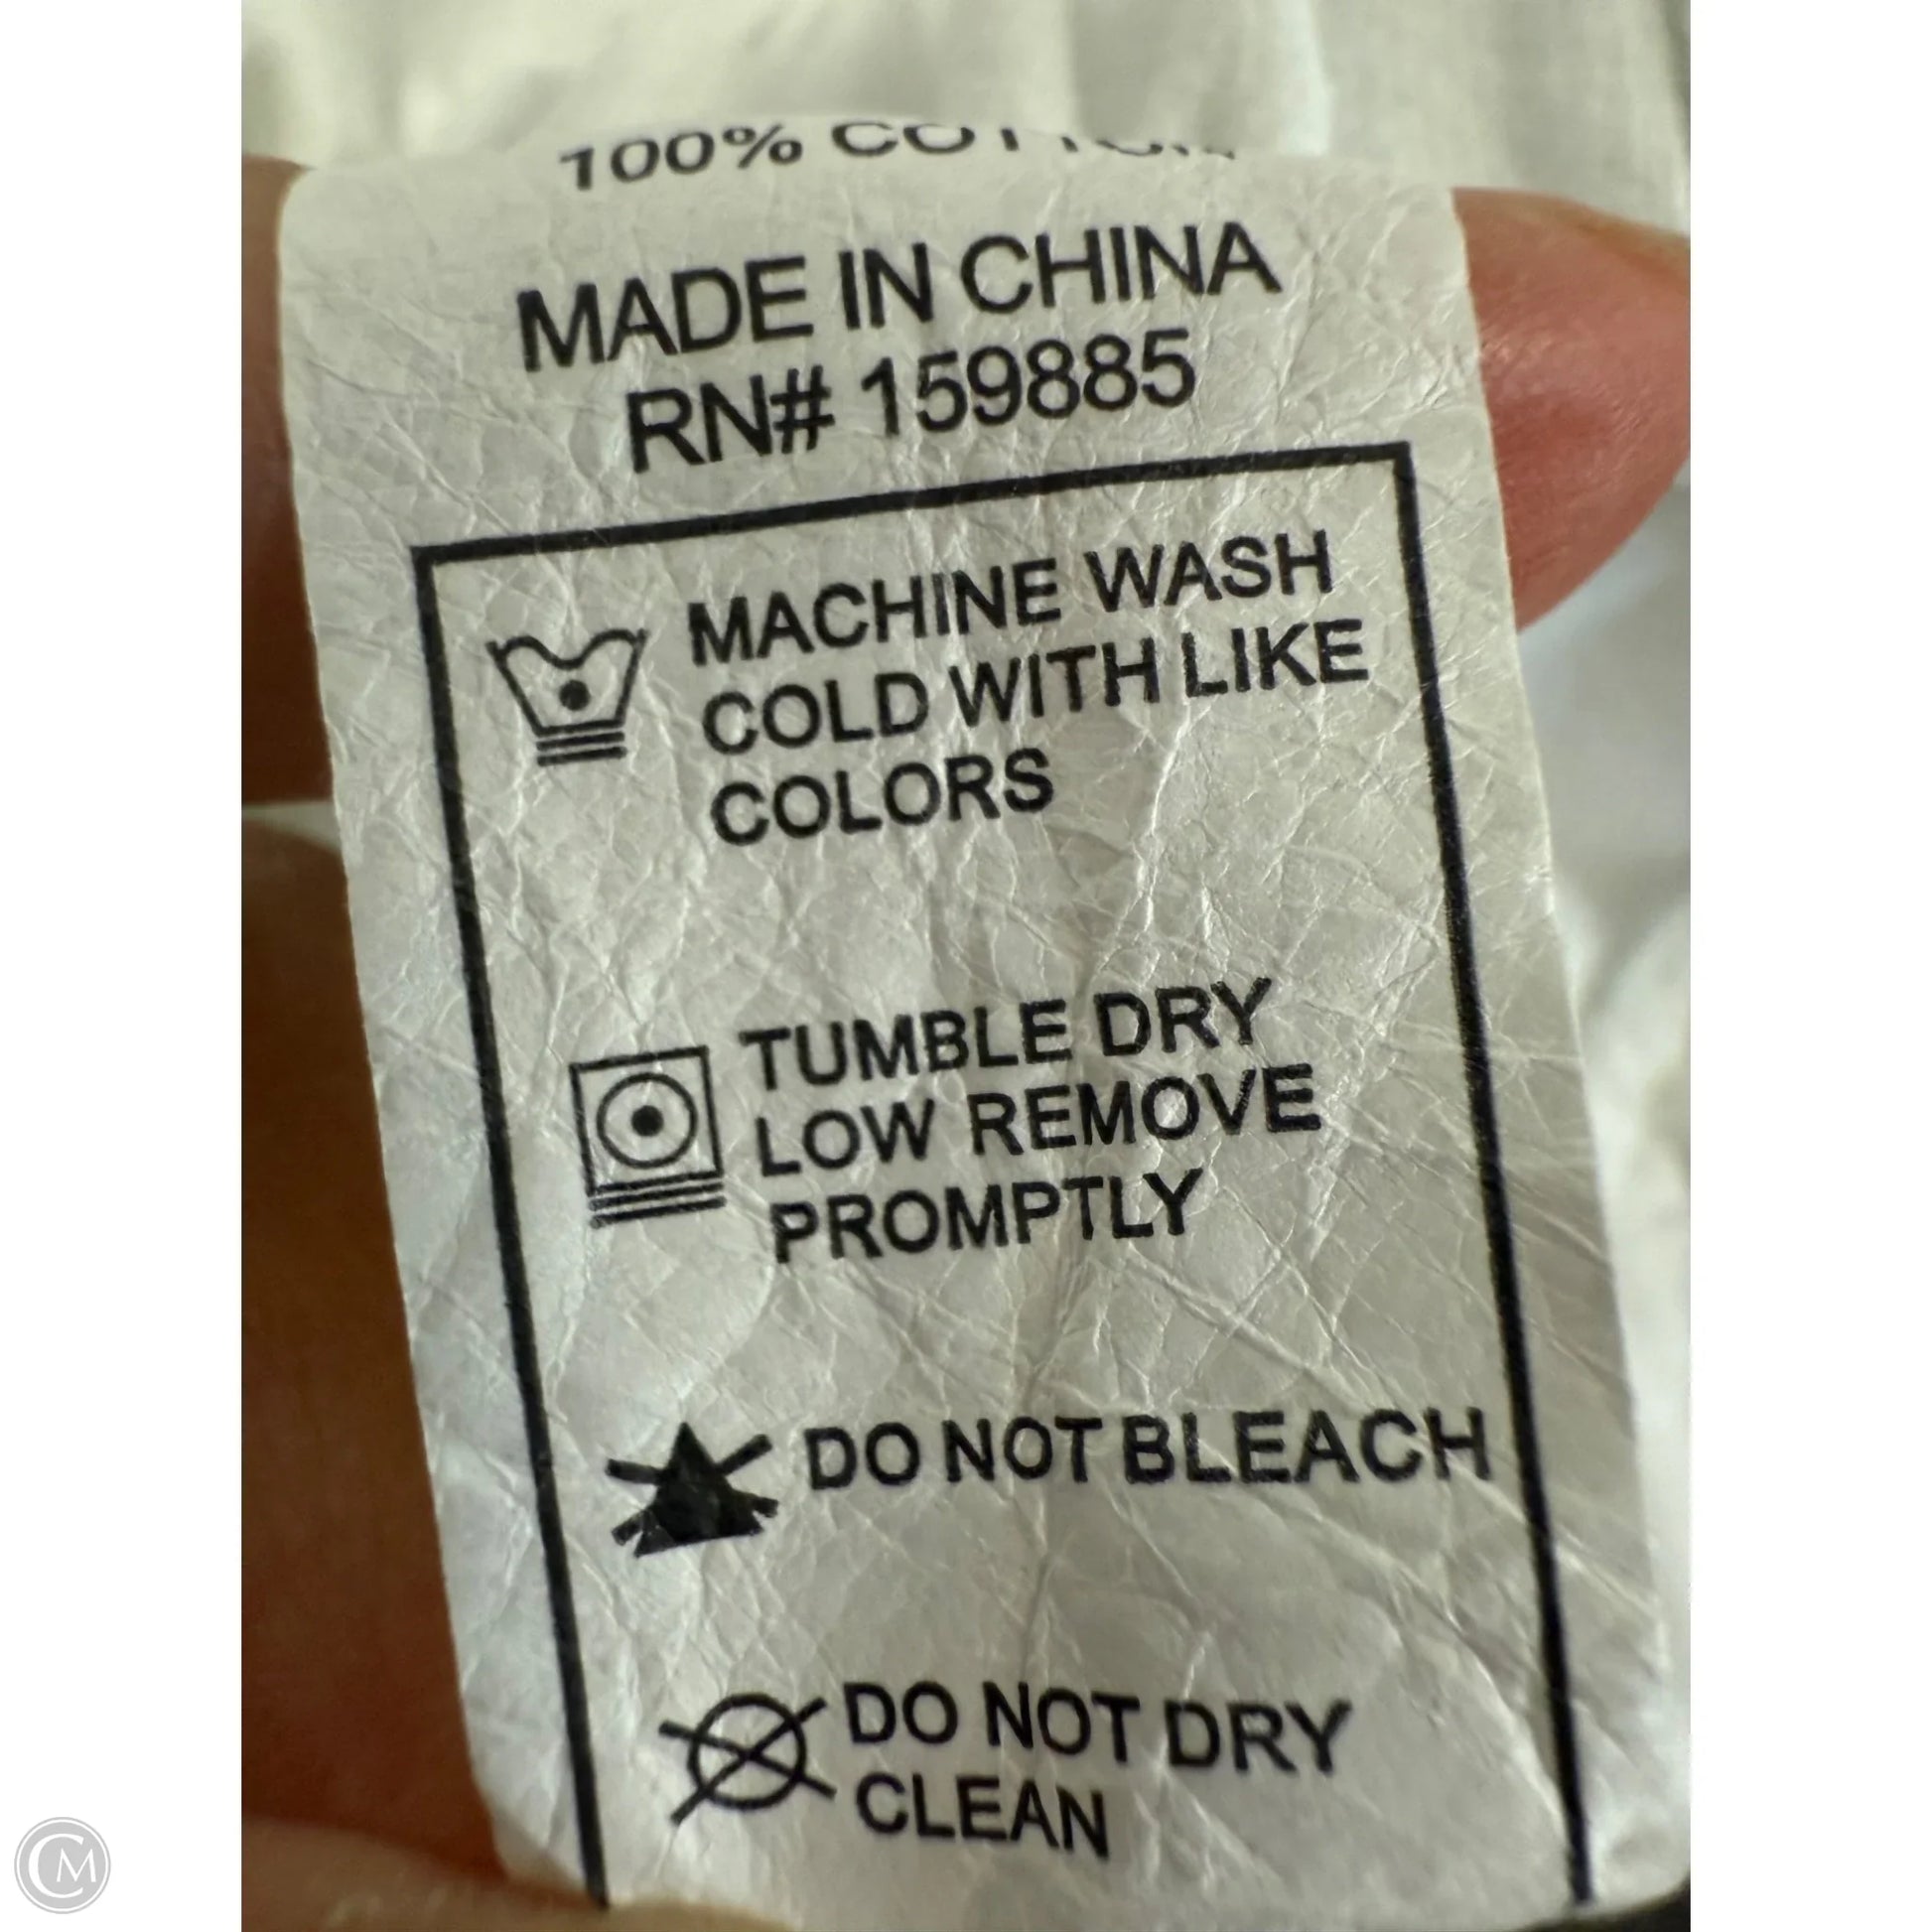 100% COTTON
MADE IN CHINA
RN# 159885
MACHINE WASH
COLD WITH LIKE
COLORS
TUMBLE DRY
LOW REMOVE
PROMPTLY
DO NOT BLEACH
DO NOT DRY
CLEAN
CM